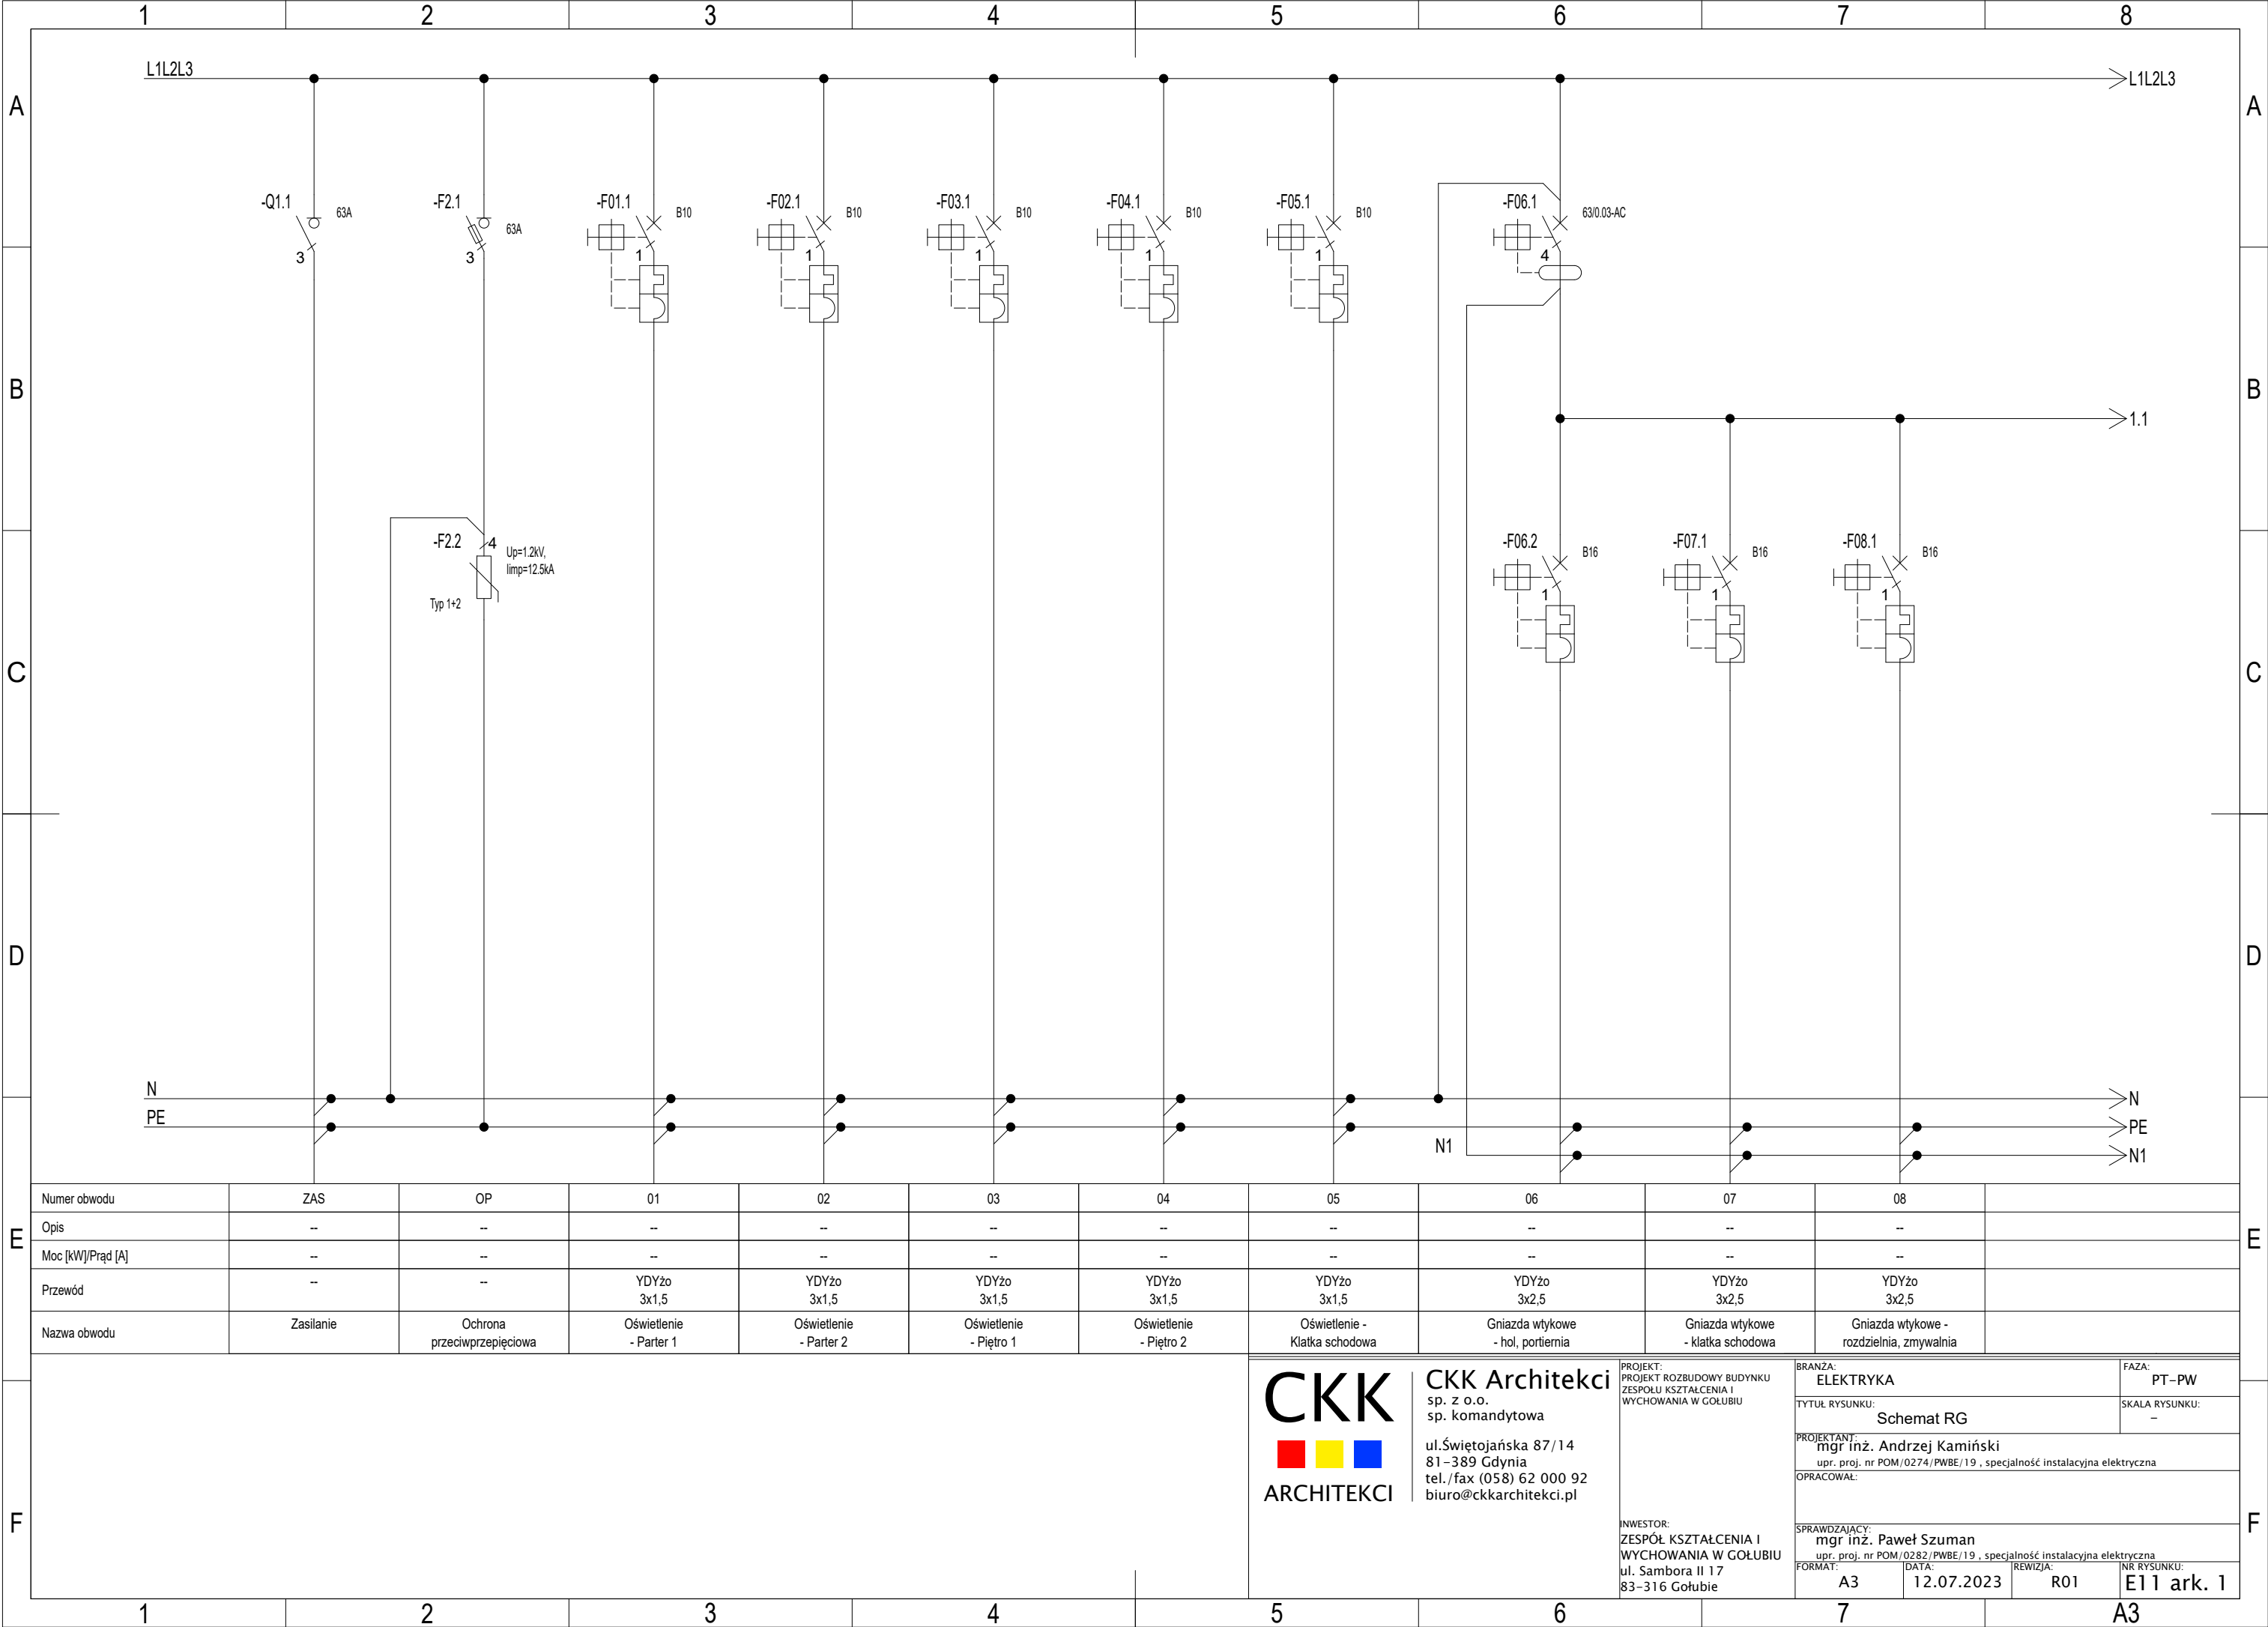 1 2 3 4 5 6 7 8
A A
L1L2L3 L1L2L3
-Q1.1 63A 3
-F2.1 63A 3
-F01.1 B10 1
-F02.1 B10 1
-F03.1 B10 1
-F04.1 B10 1
-F05.1 B10 1
-F06.1 63/0.03-AC 4
B B
1.1
-F2.2 4 Up=1.2kV,
Iimp=12.5kA
Typ 1+2
-F06.2 B16 1
-F07.1 B16 1
-F08.1 B16 1
C C
D D
N N
PE PE
N1 N1
E E
Numer obwodu ZAS OP 01 02 03 04 05 06 07 08
Opis -- -- -- -- -- -- -- -- -- --
Moc [kW]/Prąd [A] -- -- -- -- -- -- -- -- -- --
Przewód -- -- YDYżo YDYżo YDYżo YDYżo YDYżo YDYżo YDYżo YDYżo
3x1,5 3x1,5 3x1,5 3x1,5 3x1,5 3x2,5 3x2,5 3x2,5
Nazwa obwodu Zasilanie Ochrona Oświetlenie Oświetlenie Oświetlenie Oświetlenie Oświetlenie - Gniazda wtykowe Gniazda wtykowe Gniazda wtykowe -
przeciwprzepięciowa - Parter 1 - Parter 2 - Piętro 1 - Piętro 2 Klatka schodowa - hol, portiernia - klatka schodowa rozdzielnia, zmywalnia
F F
CKK
ARCHITEKCI
CKK Architekci
sp. z o.o.
sp. komandytowa
ul.Świętojańska 87/14
81-389 Gdynia
tel./fax (058) 62 000 92
biuro@ckkarchitekci.pl
PROJEKT:
PROJEKT ROZBUDOWY BUDYNKU
ZESPOŁU KSZTAŁCENIA I
WYCHOWANIA W GOŁUBIU
INWESTOR:
ZESPÓŁ KSZTAŁCENIA I
WYCHOWANIA W GOŁUBIU
ul. Sambora II 17
83-316 Gołubie
BRANŻA:
ELEKTRYKA
FAZA:
PT-PW
TYTUŁ RYSUNKU:
Schemat RG
SKALA RYSUNKU:
-
PROJEKTANT:
mgr inż. Andrzej Kamiński
upr. proj. nr POM/0274/PWBE/19 , specjalność instalacyjna elektryczna
OPRACOWAŁ:
SPRAWDZAJĄCY:
mgr inż. Paweł Szuman
upr. proj. nr POM/0282/PWBE/19 , specjalność instalacyjna elektryczna
FORMAT:
A3
DATA:
12.07.2023
REWIZJA:
R01
NR RYSUNKU:
E11 ark. 1
1 2 3 4 5 6 7 A3